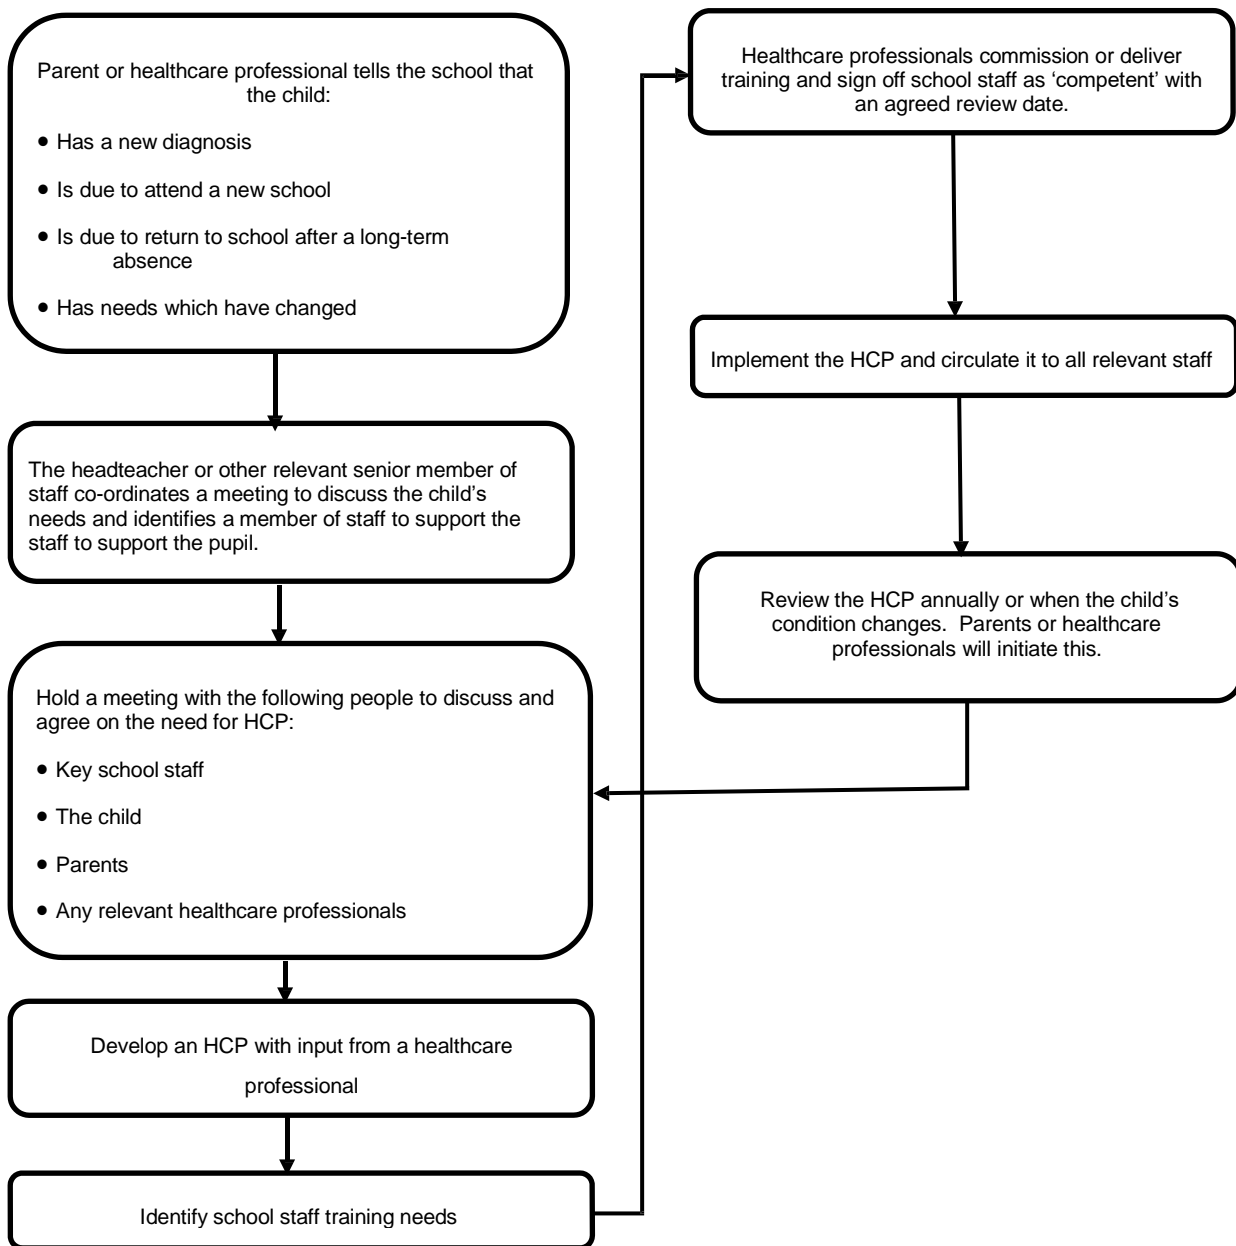 Parent or healthcare professional tells the school that
the child:
• Has a new diagnosis
• Is due to attend a new school
• Is due to return to school after a long-term
absence
• Has needs which have changed
The headteacher or other relevant senior member of
staff co-ordinates a meeting to discuss the child’s
needs and identifies a member of staff to support the
staff to support the pupil.
Hold a meeting with the following people to discuss and
agree on the need for HCP:
• Key school staff
• The child
• Parents
• Any relevant healthcare professionals
Develop an HCP with input from a healthcare
professional
Identify school staff training needs
Healthcare professionals commission or deliver
training and sign off school staff as ‘competent’ with
an agreed review date.
Implement the HCP and circulate it to all relevant staff
Review the HCP annually or when the child’s
condition changes.  Parents or healthcare
professionals will initiate this.